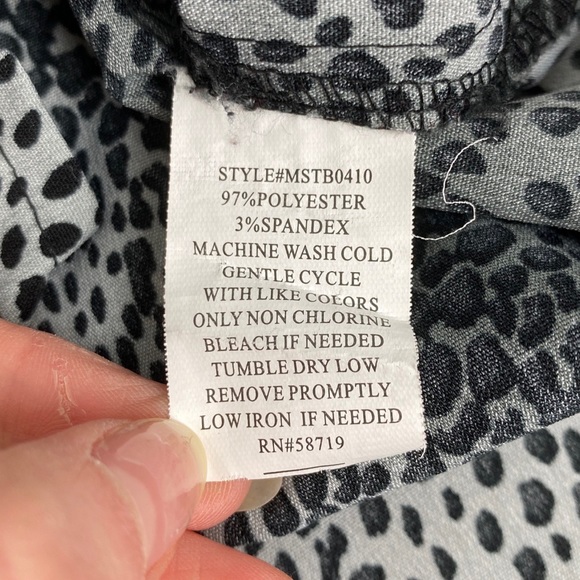 STYLE#MSTB0410
97%POLYESTER
3%SPANDEX
MACHINE WASH COLD
GENTLE CYCLE
WITH LIKE COLORS
ONLY NON CHLORINE
BLEACH IF NEEDED
TUMBLE DRY LOW
REMOVE PROMPTLY
LOW IRON IF NEEDED
RN#58719